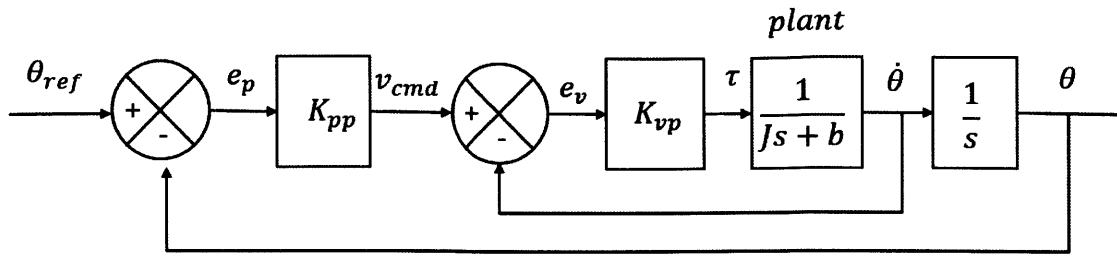 plant
θ_ref + - e_p K_pp v_cmd + - e_v K_vp τ 1/(Js + b) θ̇ 1/s θ